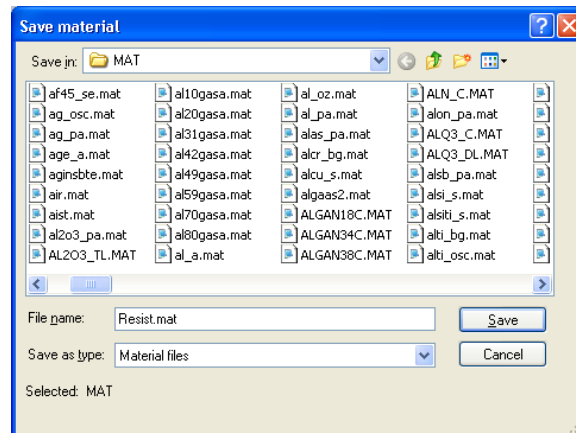 Save material
Save in: MAT
af45_se.mat al10gasa.mat al_oz.mat ALN_C.MAT
ag_osc.mat al20gasa.mat al_pa.mat alon_pa.mat
ag_pa.mat al31gasa.mat alas_pa.mat ALQ3_C.MAT
age_a.mat al42gasa.mat alcr_bg.mat ALQ3_DL.MAT
aginsbte.mat al49gasa.mat alcu_s.mat alsb_pa.mat
air.mat al59gasa.mat algaas2.mat alsi_s.mat
aist.mat al70gasa.mat ALGAN18C.MAT alsiti_s.mat
al2o3_pa.mat al80gasa.mat ALGAN34C.MAT alti_bg.mat
AL2O3_TL.MAT al_a.mat ALGAN38C.MAT alti_osc.mat
File name: Resist.mat Save
Save as type: Material files Cancel
Selected: MAT